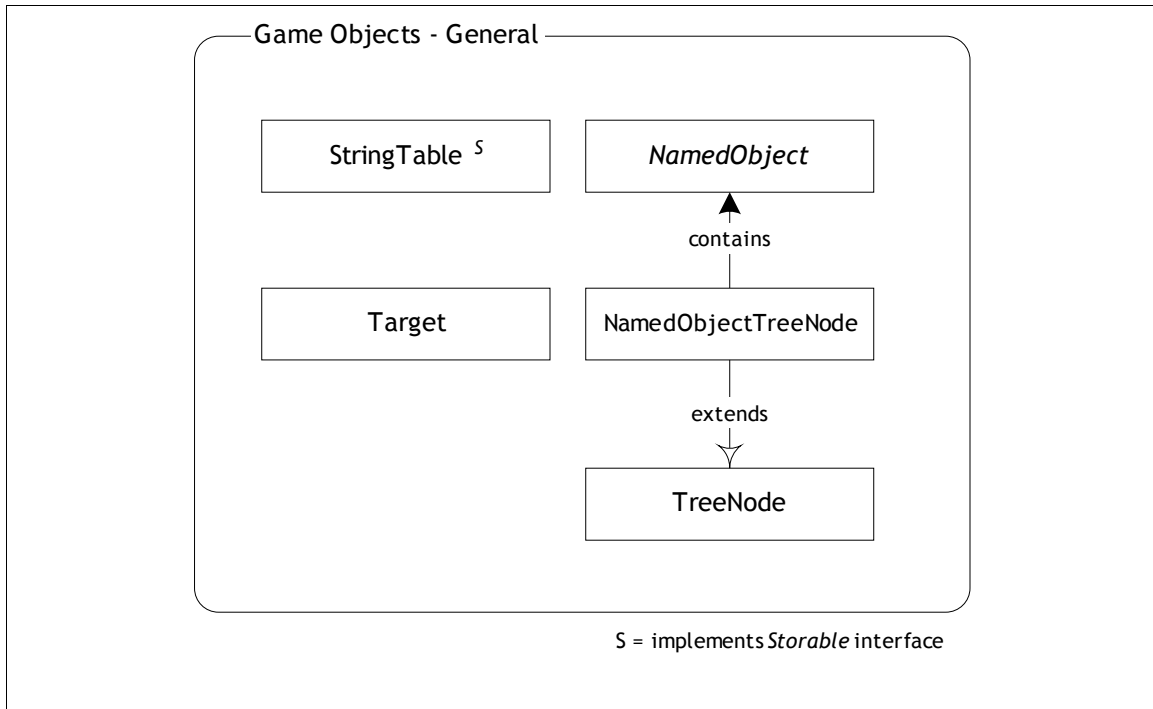 Game Objects - General
StringTable S
NamedObject
contains
Target
NamedObjectTreeNode
extends
TreeNode
S = implements Storable interface